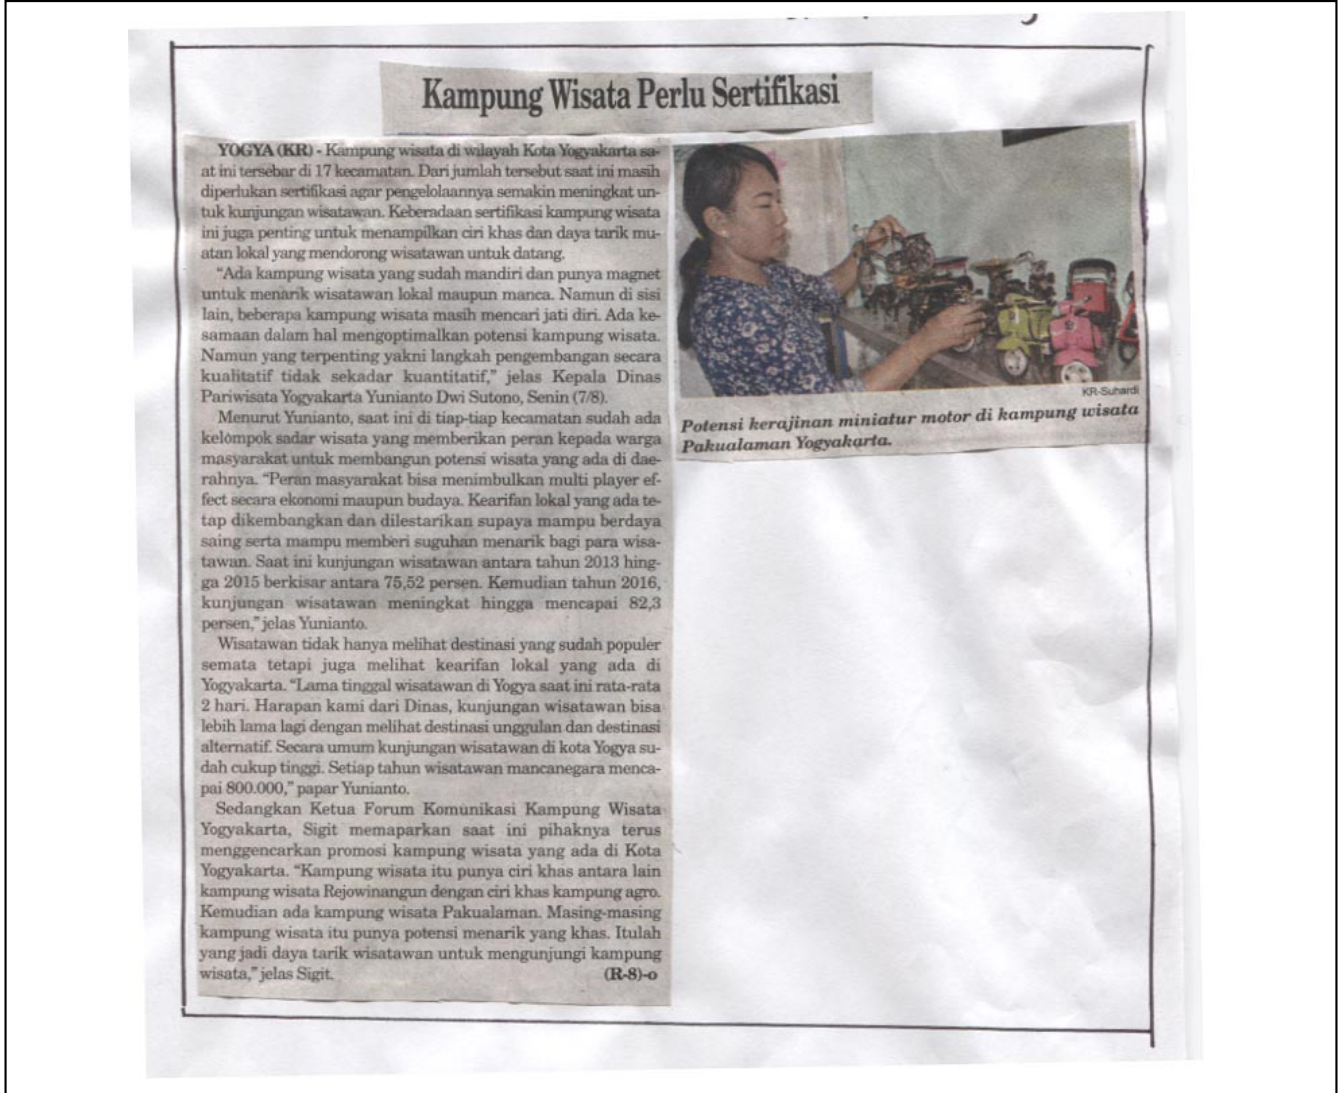 Kampung Wisata Perlu Sertifikasi
YOGYA (KR) - Kampung wisata di wilayah Kota Yogyakarta sa-
at ini tersebar di 17 kecamatan. Dari jumlah tersebut saat ini masih
diperlukan sertifikasi agar pengelolaannya semakin meningkat un-
tuk kunjungan wisatawan. Keberadaan sertifikasi kampung wisata
ini juga penting untuk menampilkan ciri khas dan daya tarik mu-
atan lokal yang mendorong wisatawan untuk datang.
"Ada kampung wisata yang sudah mandiri dan punya magnet
untuk menarik wisatawan lokal maupun manca. Namun di sisi
lain, beberapa kampung wisata masih mencari jati diri. Ada ke-
samaan dalam hal mengoptimalkan potensi kampung wisata.
Namun yang terpenting yakni langkah pengembangan secara
kualitatif tidak sekadar kuantitatif," jelas Kepala Dinas
Pariwisata Yogyakarta Yunianto Dwi Sutono, Senin (7/8).
Menurut Yunianto, saat ini di tiap-tiap kecamatan sudah ada
kelompok sadar wisata yang memberikan peran kepada warga
masyarakat untuk membangun potensi wisata yang ada di dae-
rahnya. "Peran masyarakat bisa menimbulkan multi player ef-
fect secara ekonomi maupun budaya. Kearifan lokal yang ada te-
tap dikembangkan dan dilestarikan supaya mampu berdaya
saing serta mampu memberi suguhan menarik bagi para wisa-
tawan. Saat ini kunjungan wisatawan antara tahun 2013 hing-
ga 2015 berkisar antara 75,52 persen. Kemudian tahun 2016,
kunjungan wisatawan meningkat hingga mencapai 82,3
persen," jelas Yunianto.
Wisatawan tidak hanya melihat destinasi yang sudah populer
semata tetapi juga melihat kearifan lokal yang ada di
Yogyakarta. "Lama tinggal wisatawan di Yogya saat ini rata-rata
2 hari. Harapan kami dari Dinas, kunjungan wisatawan bisa
lebih lama lagi dengan melihat destinasi unggulan dan destinasi
alternatif. Secara umum kunjungan wisatawan di kota Yogya su-
dah cukup tinggi. Setiap tahun wisatawan mancanegara menca-
pai 800.000," papar Yunianto.
Sedangkan Ketua Forum Komunikasi Kampung Wisata
Yogyakarta, Sigit memaparkan saat ini pihaknya terus
menggencarkan promosi kampung wisata yang ada di Kota
Yogyakarta. "Kampung wisata itu punya ciri khas antara lain
kampung wisata Rejowinangun dengan ciri khas kampung agro.
Kemudian ada kampung wisata Pakualaman. Masing-masing
kampung wisata itu punya potensi menarik yang khas. Itulah
yang jadi daya tarik wisatawan untuk mengunjungi kampung
wisata," jelas Sigit. (R-8)-o
KR-Suhardi
Potensi kerajinan miniatur motor di kampung wisata
Pakualaman Yogyakarta.